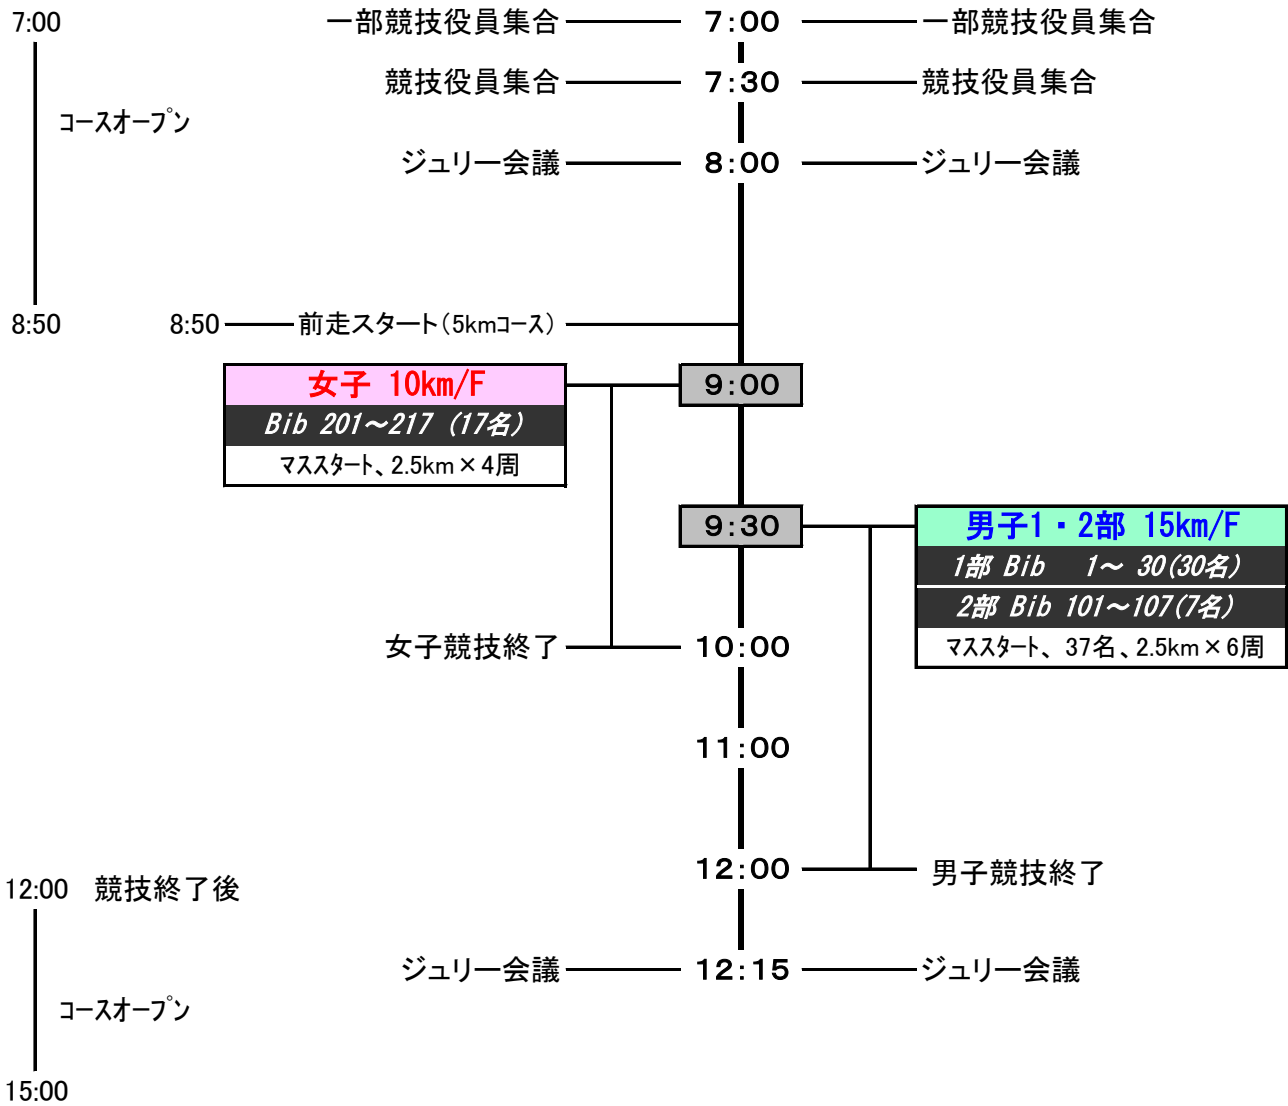 7:00 一部競技役員集合 7:00 一部競技役員集合
競技役員集合 7:30 競技役員集合
コースオープン
ジュリー会議 8:00 ジュリー会議
8:50 8:50 前走スタート(5kmコース)
女子 10km/F 9:00
Bib 201～217 (17名)
マススタート、2.5km×4周
9:30 男子1・2部 15km/F
1部 Bib 1～ 30(30名)
2部 Bib 101～107(7名)
女子競技終了 10:00 マススタート、37名、2.5km×6周
11:00
12:00 男子競技終了
12:00 競技終了後
ジュリー会議 12:15 ジュリー会議
コースオープン
15:00